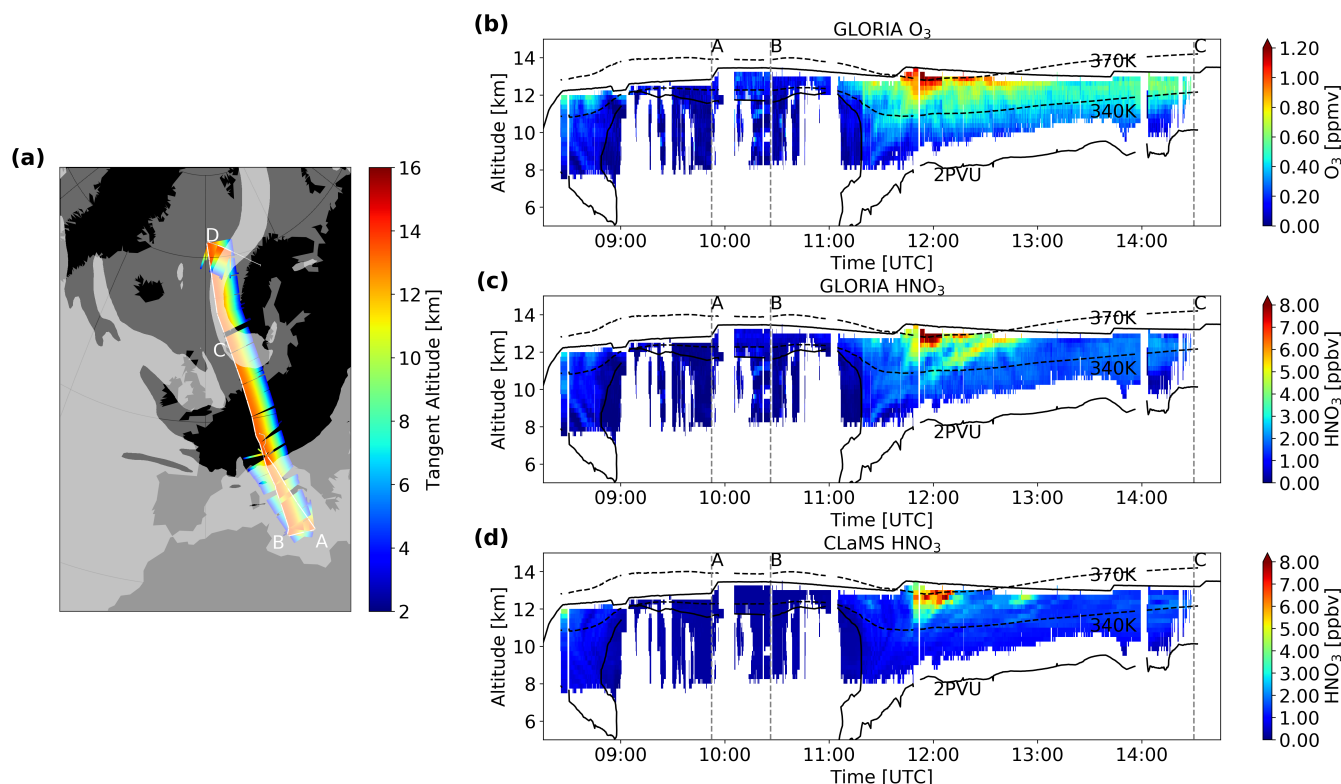 (a)
D
C
B
A
16
14
12
10
8
6
4
2
Tangent Altitude [km]
(b)
GLORIA O₃
A
B
C
370K
340K
2PVU
14
12
10
8
6
Altitude [km]
09:00 10:00 11:00 12:00 13:00 14:00
Time [UTC]
1.20
1.00
0.80
0.60
0.40
0.20
0.00
O₃ [ppmv]
(c)
GLORIA HNO₃
A
B
C
370K
340K
2PVU
14
12
10
8
6
Altitude [km]
09:00 10:00 11:00 12:00 13:00 14:00
Time [UTC]
8.00
7.00
6.00
5.00
4.00
3.00
2.00
1.00
0.00
HNO₃ [ppbv]
(d)
CLaMS HNO₃
A
B
C
370K
340K
2PVU
14
12
10
8
6
Altitude [km]
09:00 10:00 11:00 12:00 13:00 14:00
Time [UTC]
8.00
7.00
6.00
5.00
4.00
3.00
2.00
1.00
0.00
HNO₃ [ppbv]